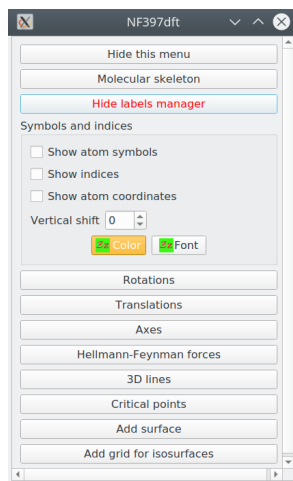 NF397dft
Hide this menu
Molecular skeleton
Hide labels manager
Symbols and indices
Show atom symbols
Show indices
Show atom coordinates
Vertical shift 0
Zz Color Zz Font
Rotations
Translations
Axes
Hellmann-Feynman forces
3D lines
Critical points
Add surface
Add grid for isosurfaces